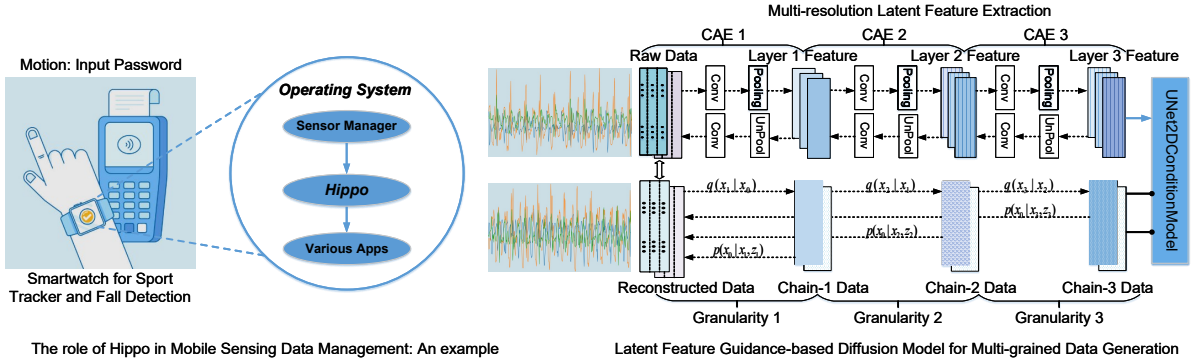 Motion: Input Password
Operating System
Sensor Manager
Hippo
Various Apps
Smartwatch for Sport
Tracker and Fall Detection
The role of Hippo in Mobile Sensing Data Management: An example
Multi-resolution Latent Feature Extraction
CAE 1 CAE 2 CAE 3
Raw Data Layer 1 Feature Layer 2 Feature Layer 3 Feature
Conv Pooling Conv Pooling Conv Pooling
Conv UnPool Conv UnPool Conv UnPool
UNet2DConditionModel
q(x₁ | x₀) q(x₂ | x₁) q(x₃ | x₂)
p(x₀ | x₃, z₃)
p(x₀ | x₂, z₂)
p(x₀ | x₁, z₁)
Reconstructed Data Chain-1 Data Chain-2 Data Chain-3 Data
Granularity 1 Granularity 2 Granularity 3
Latent Feature Guidance-based Diffusion Model for Multi-grained Data Generation